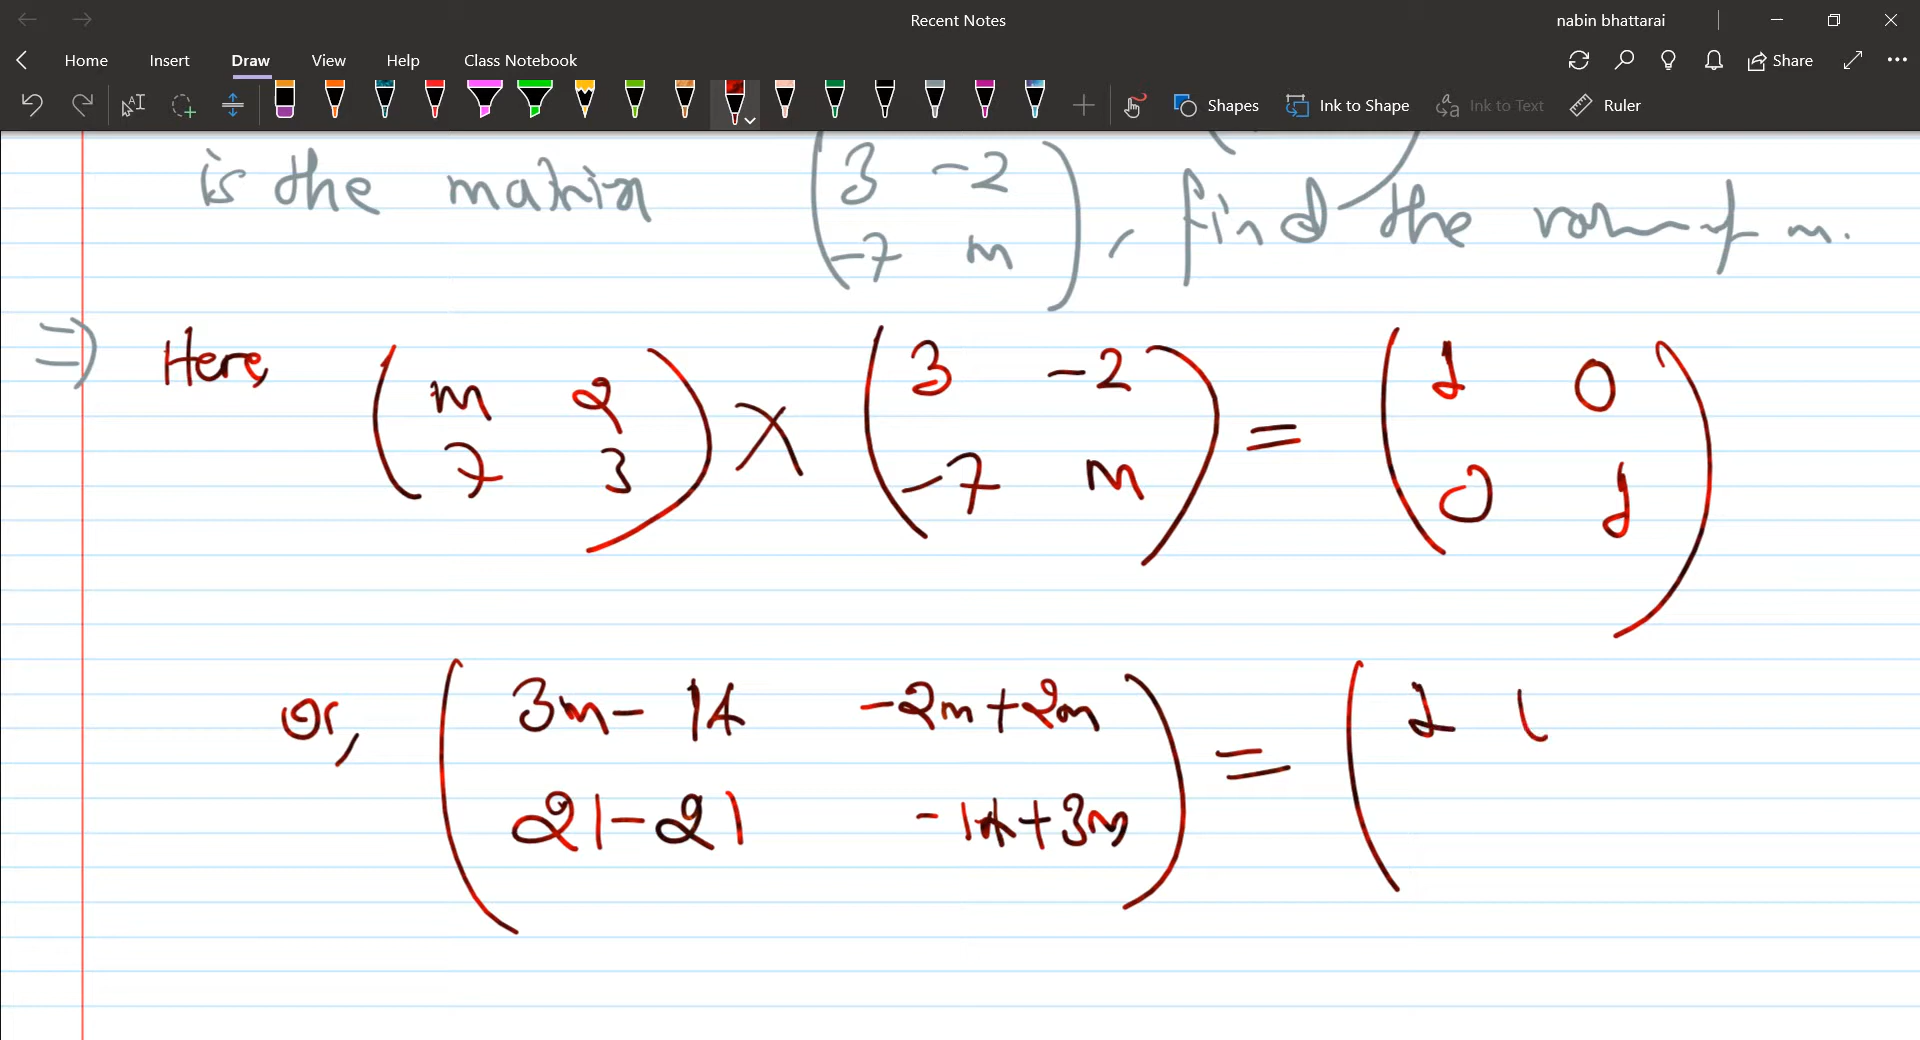 Recent Notes
nabin bhattarai
Home Insert Draw View Help Class Notebook Share
Shapes Ink to Shape Ink to Text Ruler
is the matrix ( 3 -2 ), find the of m.
-7 m
⇒ Here, ( m 2 ) × ( 3 -2 ) = ( 1 0 )
7 3 -7 m 0 1
Or, ( 3m - 14 -2m+2m ) = ( 1
21-21 -14+3m